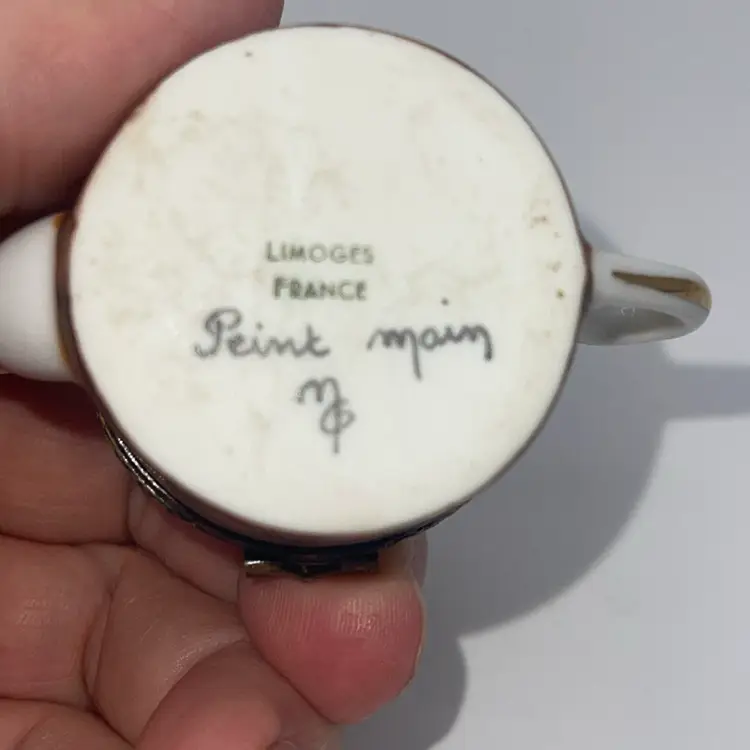 LIMOGES
FRANCE
Peint main